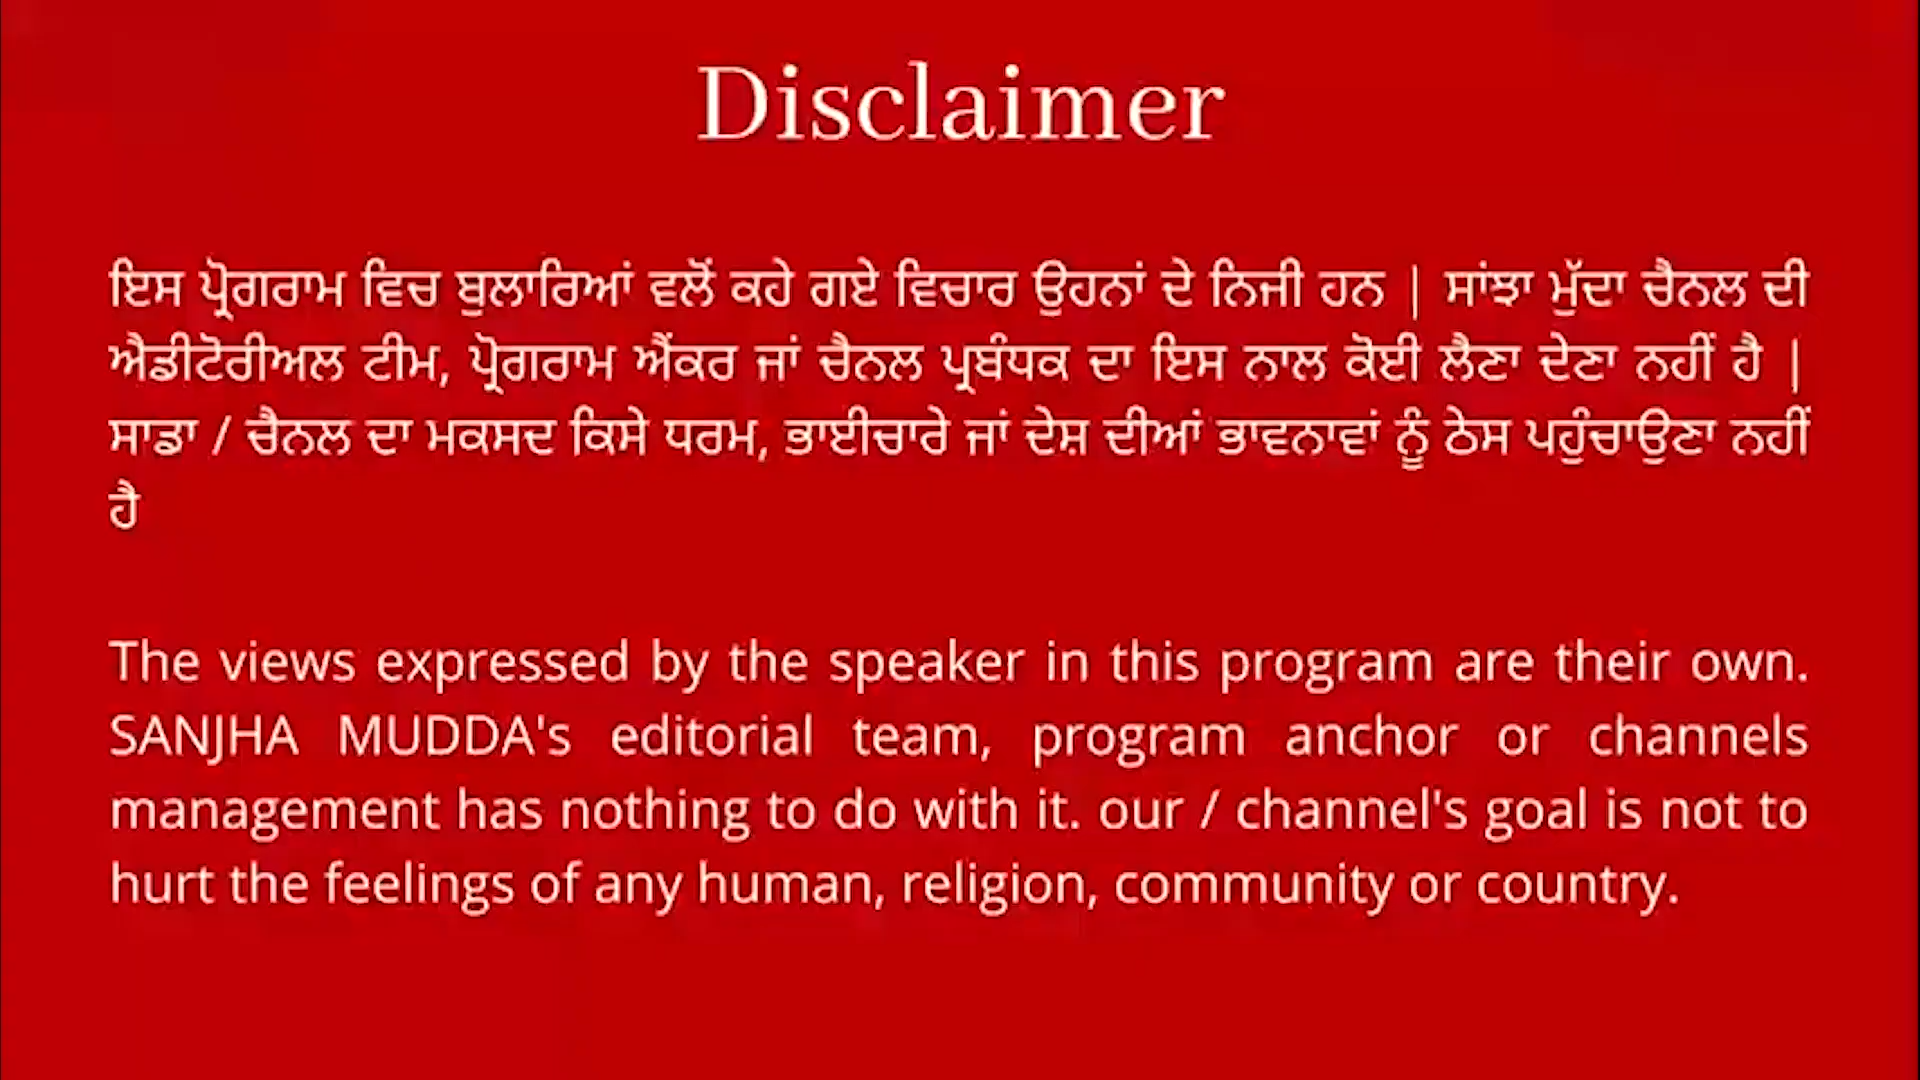 Disclaimer
ਇਸ ਪ੍ਰੋਗਰਾਮ ਵਿਚ ਬੁਲਾਰਿਆਂ ਵਲੋਂ ਕਹੇ ਗਏ ਵਿਚਾਰ ਉਹਨਾਂ ਦੇ ਨਿਜੀ ਹਨ | ਸਾਂਝਾ ਮੁੱਦਾ ਚੈਨਲ ਦੀ
ਐਡੀਟੋਰੀਅਲ ਟੀਮ, ਪ੍ਰੋਗਰਾਮ ਐਂਕਰ ਜਾਂ ਚੈਨਲ ਪ੍ਰਬੰਧਕ ਦਾ ਇਸ ਨਾਲ ਕੋਈ ਲੈਣਾ ਦੇਣਾ ਨਹੀਂ ਹੈ |
ਸਾਡਾ / ਚੈਨਲ ਦਾ ਮਕਸਦ ਕਿਸੇ ਧਰਮ, ਭਾਈਚਾਰੇ ਜਾਂ ਦੇਸ਼ ਦੀਆਂ ਭਾਵਨਾਵਾਂ ਨੂੰ ਠੇਸ ਪਹੁੰਚਾਉਣਾ ਨਹੀਂ
ਹੈ
The views expressed by the speaker in this program are their own.
SANJHA MUDDA's editorial team, program anchor or channels
management has nothing to do with it. our / channel's goal is not to
hurt the feelings of any human, religion, community or country.